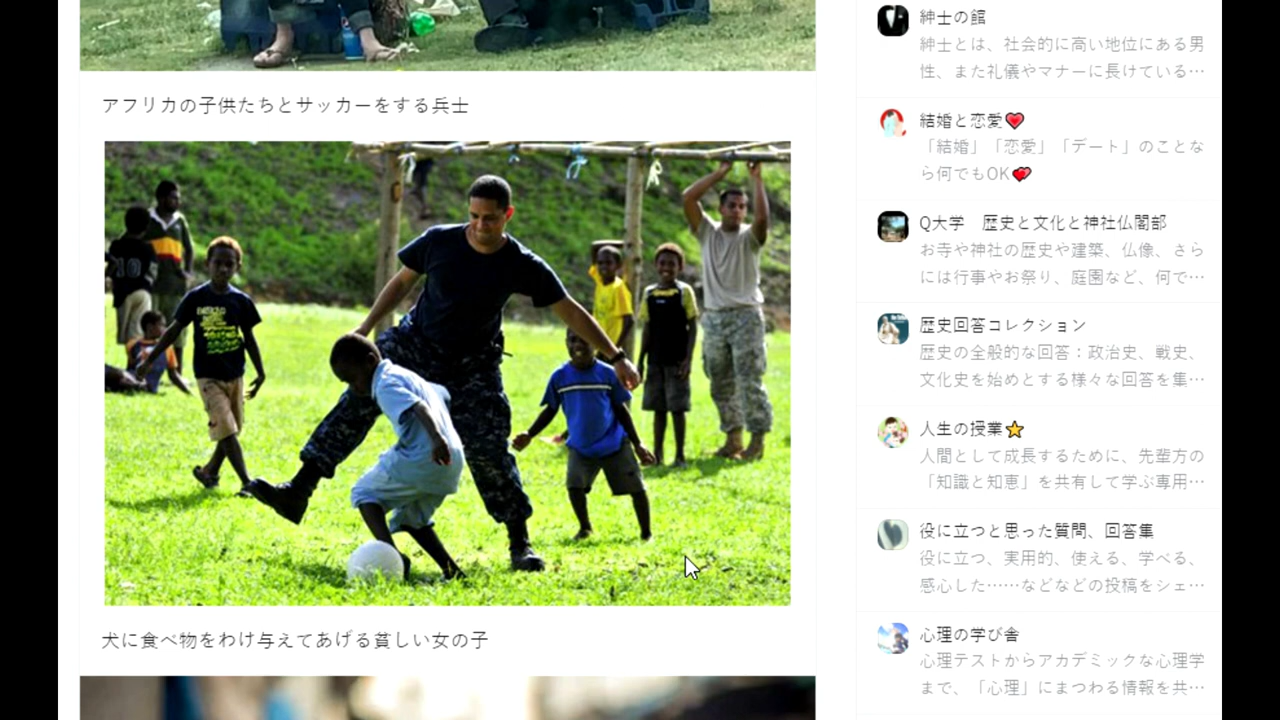 アフリカの子供たちとサッカーをする兵士
10
犬に食べ物をわけ与えてあげる貧しい女の子
紳士の館
紳士とは、社会的に高い地位にある男
性、また礼儀やマナーに長けている…
結婚と恋愛❤
「結婚」「恋愛」「デート」のことな
ら何でもOK💕
Q大学　歴史と文化と神社仏閣部
お寺や神社の歴史や建築、仏像、さら
には行事やお祭り、庭園など、何で…
歴史回答コレクション
歴史の全般的な回答：政治史、戦史、
文化史を始めとする様々な回答を集…
人生の授業⭐
人間として成長するために、先輩方の
「知識と知恵」を共有して学ぶ専用…
役に立つと思った質問、回答集
役に立つ、実用的、使える、学べる、
感心した……などなどの投稿をシェ…
心理の学び舎
心理テストからアカデミックな心理学
まで、「心理」にまつわる情報を共…